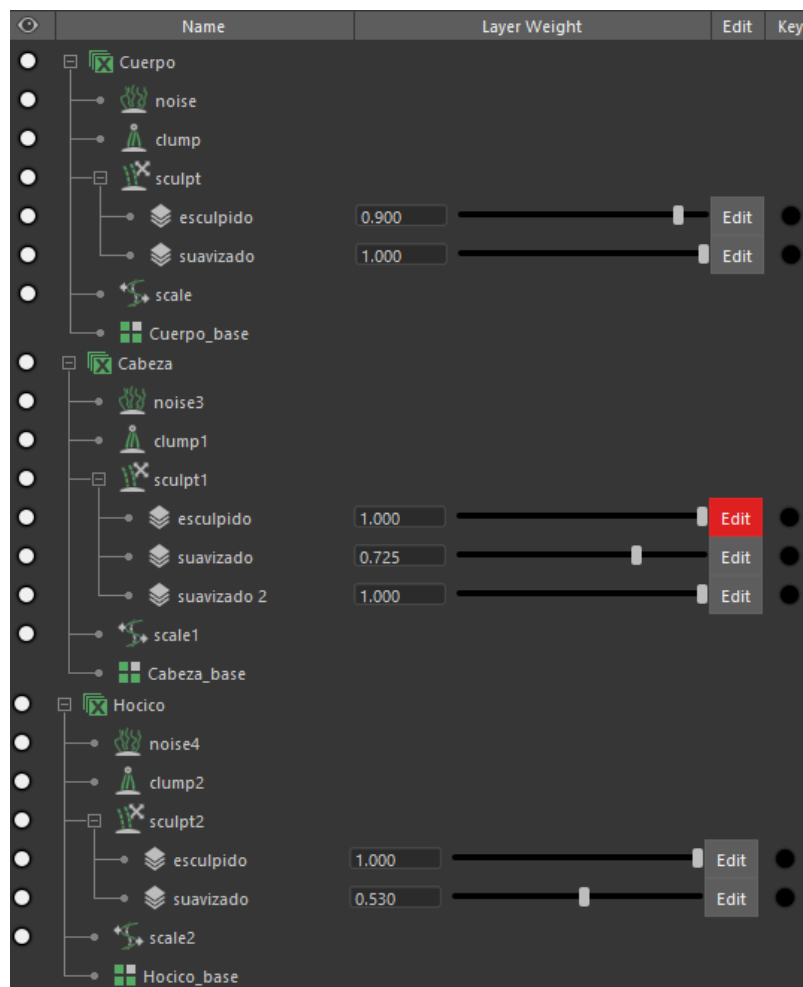 Name Layer Weight Edit Key
Cuerpo
noise
clump
sculpt
esculpido 0.900 Edit
suavizado 1.000 Edit
scale
Cuerpo_base
Cabeza
noise3
clump1
sculpt1
esculpido 1.000 Edit
suavizado 0.725 Edit
suavizado 2 1.000 Edit
scale1
Cabeza_base
Hocico
noise4
clump2
sculpt2
esculpido 1.000 Edit
suavizado 0.530 Edit
scale2
Hocico_base